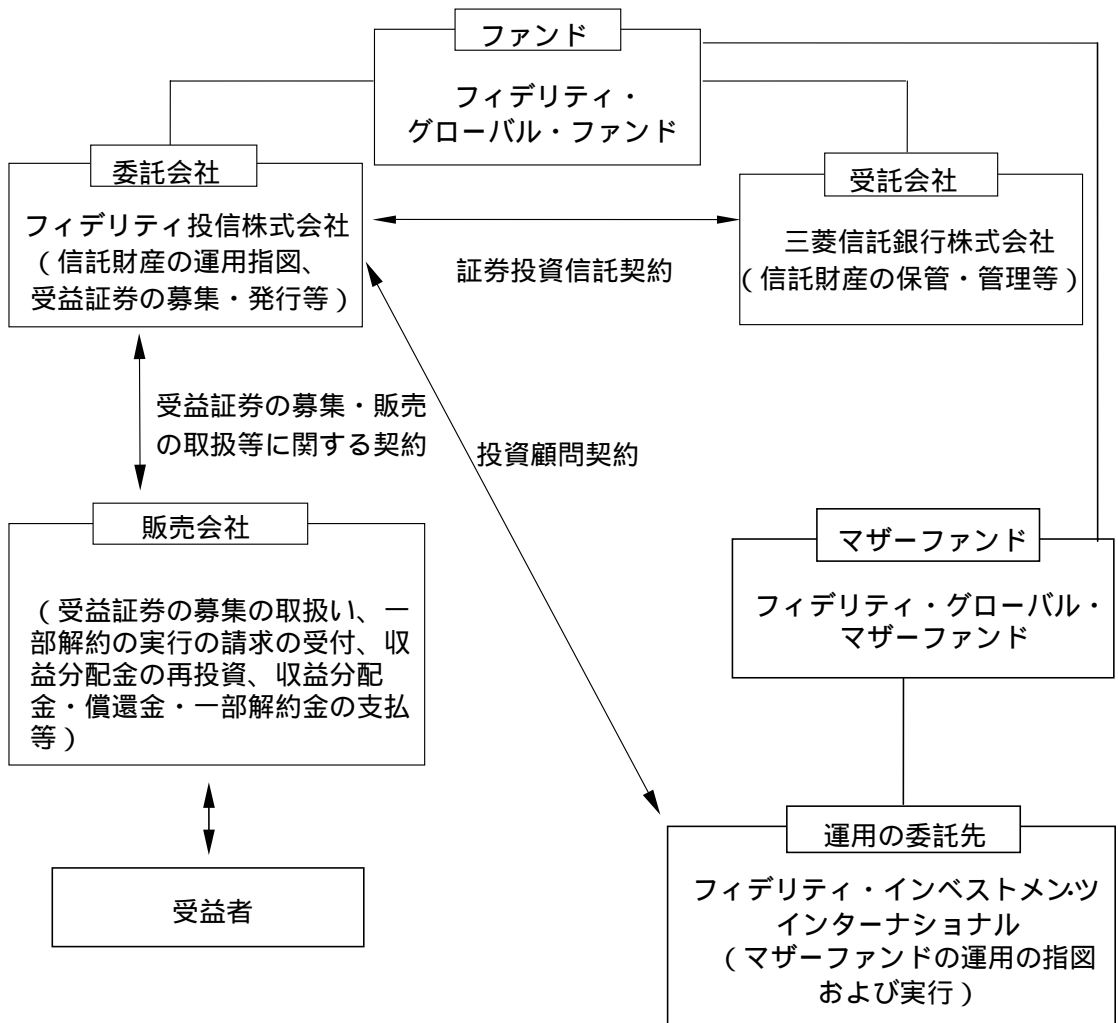 ファンド
フィデリティ・
グローバル・ファンド
委託会社
フィデリティ投信株式会社
（信託財産の運用指図、
受益証券の募集・発行等）
受託会社
三菱信託銀行株式会社
（信託財産の保管・管理等）
証券投資信託契約
受益証券の募集・販売
の取扱等に関する契約
投資顧問契約
販売会社
（受益証券の募集の取扱い、一
部解約の実行の請求の受付、収
益分配金の再投資、収益分配
金・償還金・一部解約金の支払
等）
マザーファンド
フィデリティ・グローバル・
マザーファンド
受益者
運用の委託先
フィデリティ・インベストメンツ・
インターナショナル
（マザーファンドの運用の指図
および実行）